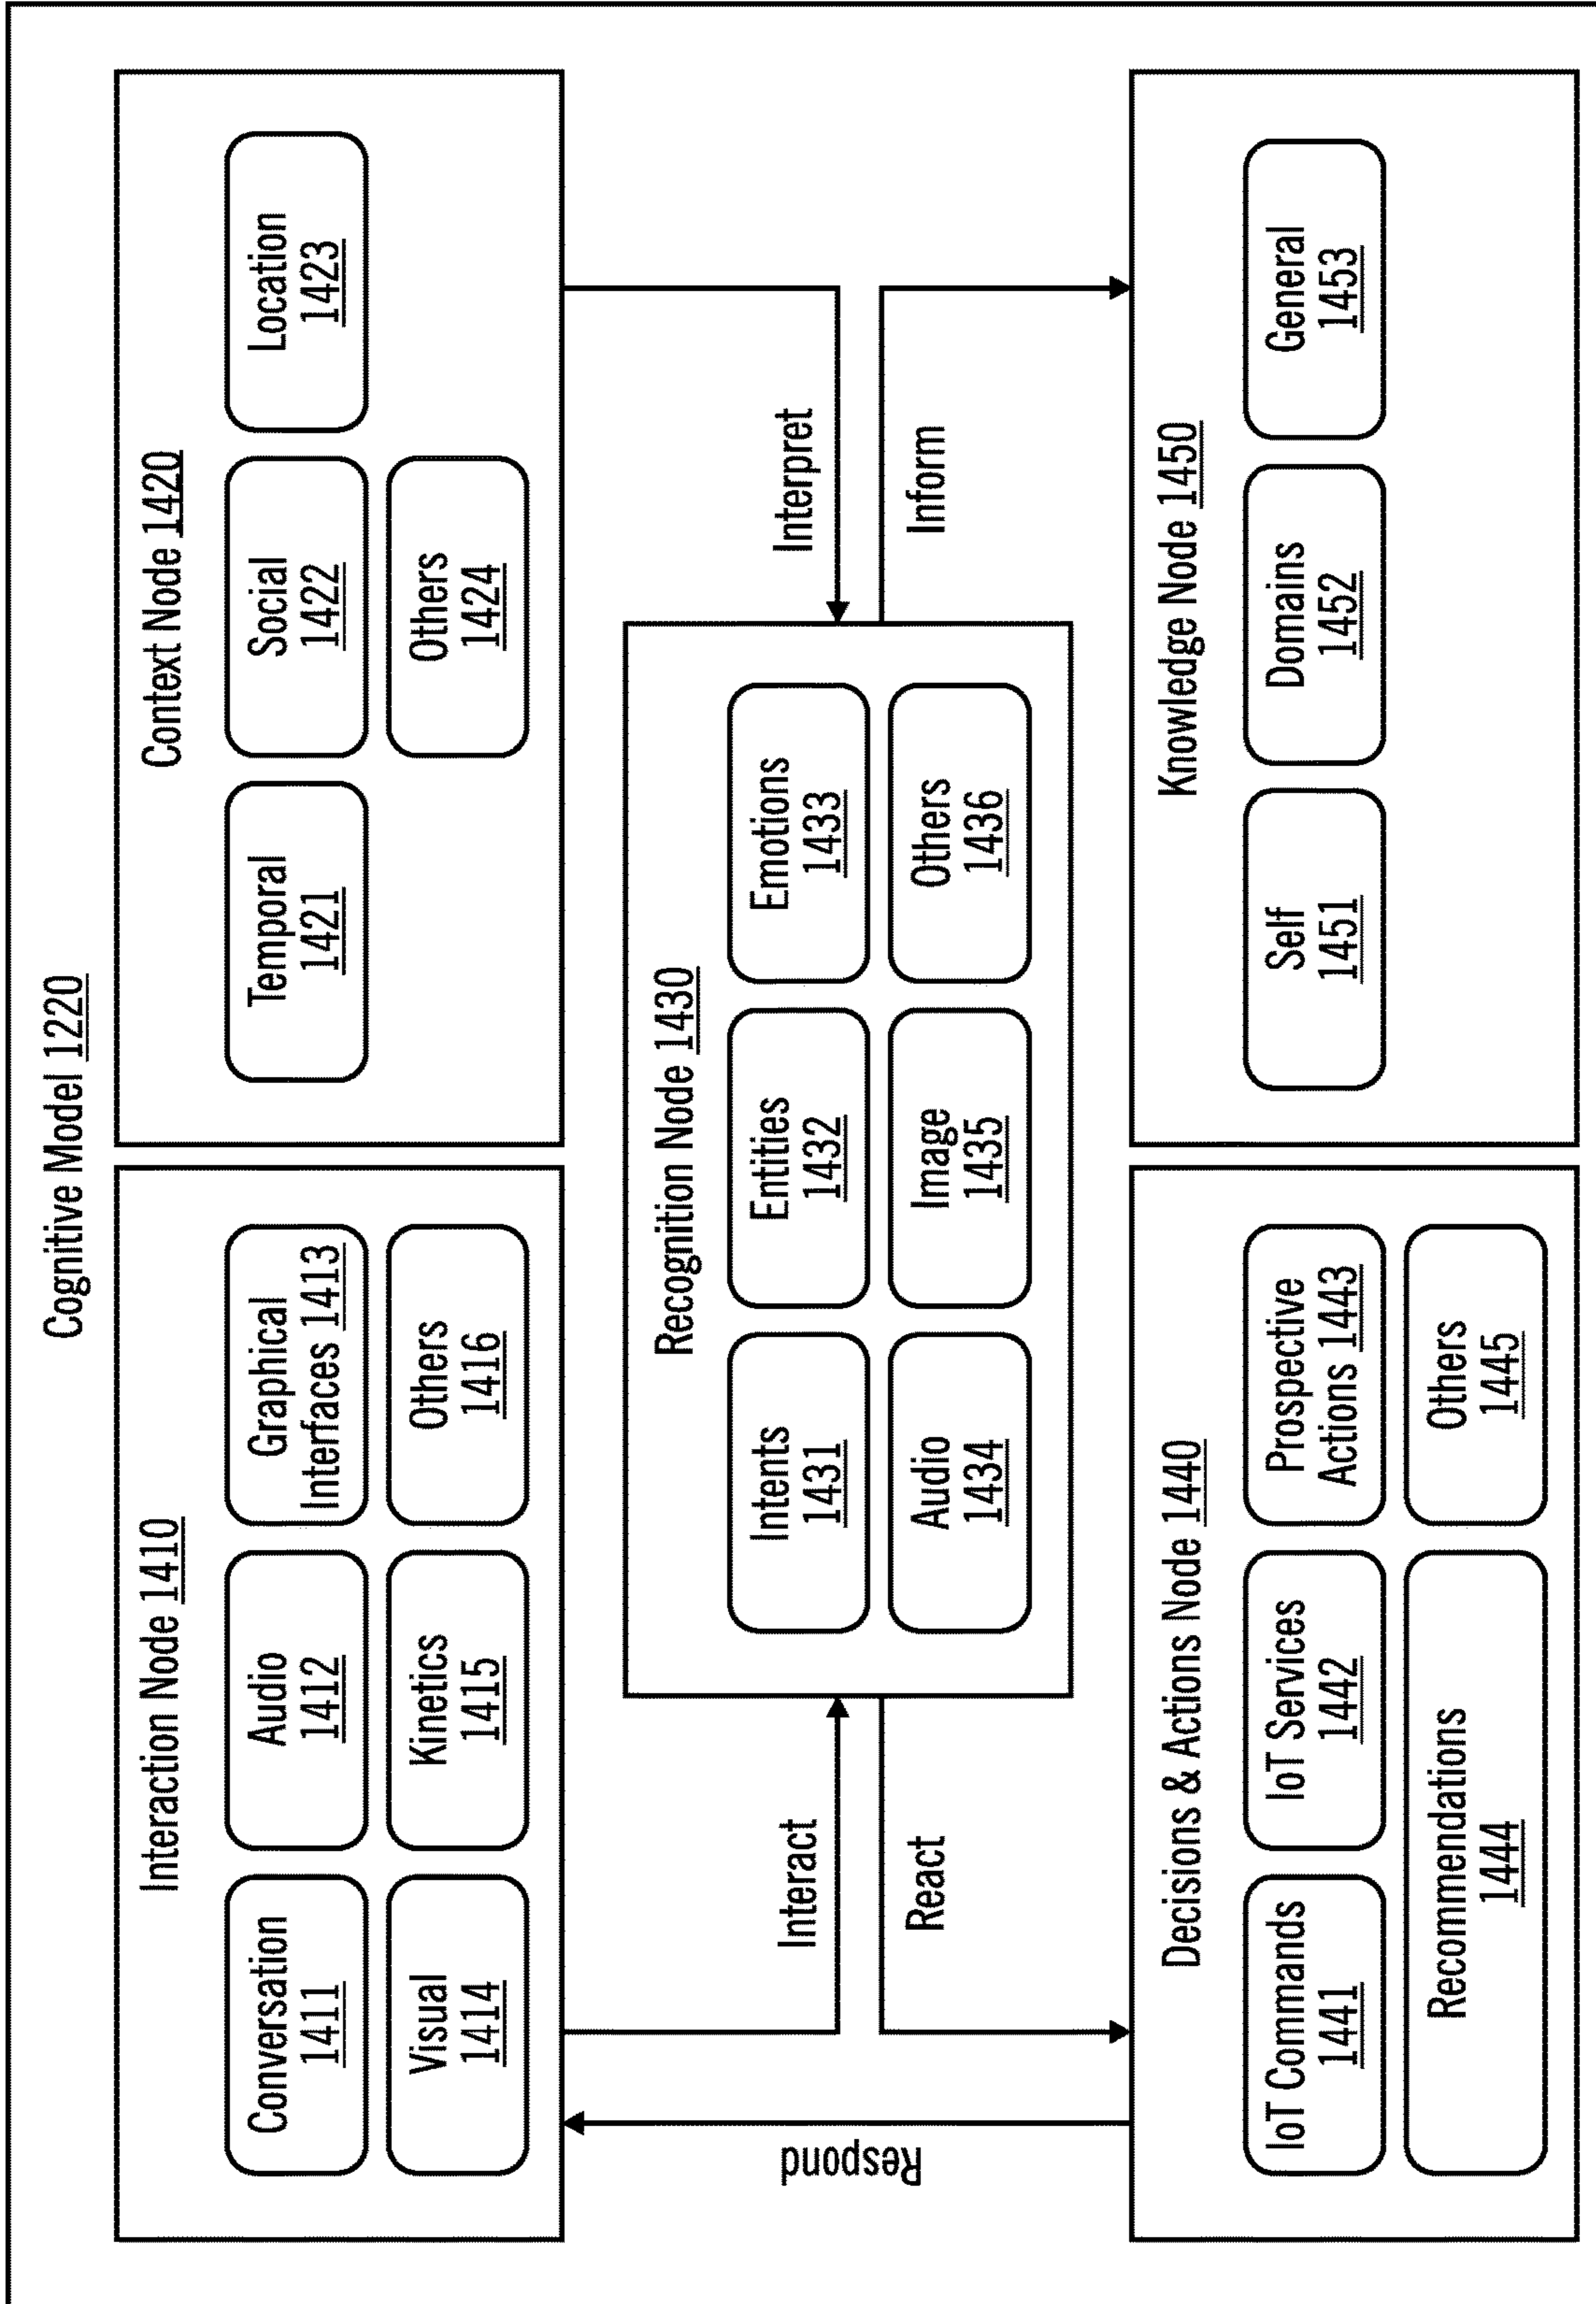 Cognitive Model 1220
Interaction Node 1410
Conversation
1411
Audio
1412
Graphical
Interfaces 1413
Visual
1414
Kinetics
1415
Others
1416
Context Node 1420
Temporal
1421
Social
1422
Location
1423
Others
1424
Interact
Interpret
Respond
React
Inform
Recognition Node 1430
Intents
1431
Entities
1432
Emotions
1433
Audio
1434
Image
1435
Others
1436
Decisions & Actions Node 1440
IoT Commands
1441
IoT Services
1442
Prospective
Actions 1443
Recommendations
1444
Others
1445
Knowledge Node 1450
Self
1451
Domains
1452
General
1453